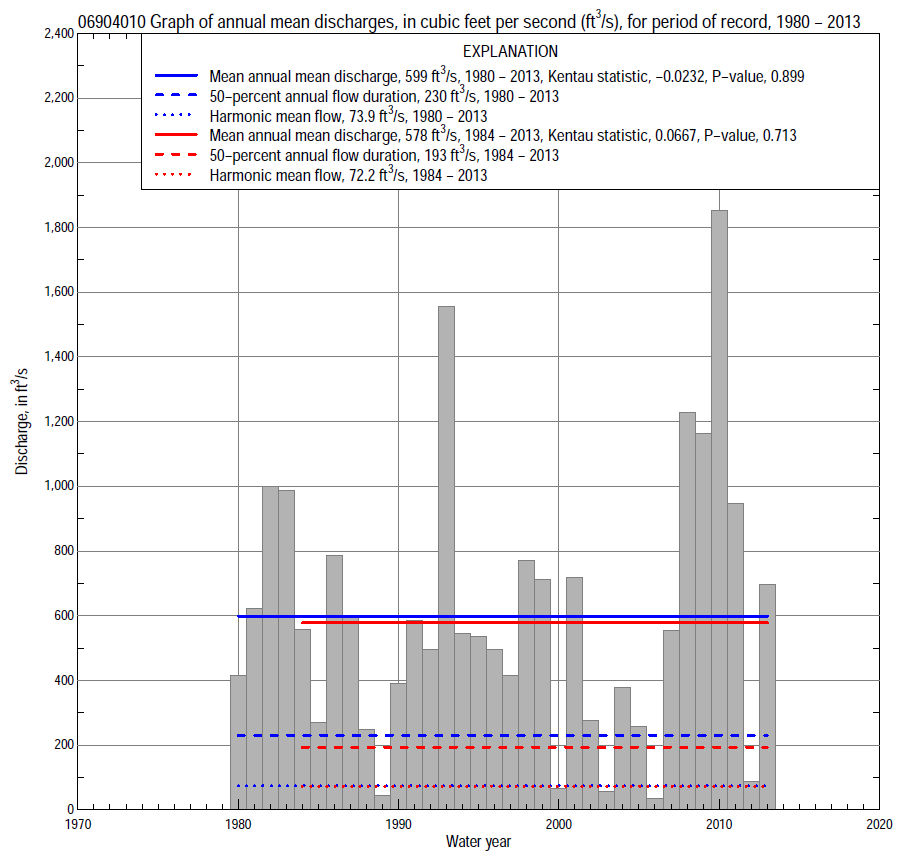 06904010 Graph of annual mean discharges, in cubic feet per second (ft³/s), for period of record, 1980 – 2013
EXPLANATION
Mean annual mean discharge, 599 ft³/s, 1980 – 2013, Kentau statistic, –0.0232, P–value, 0.899
50–percent annual flow duration, 230 ft³/s, 1980 – 2013
Harmonic mean flow, 73.9 ft³/s, 1980 – 2013
Mean annual mean discharge, 578 ft³/s, 1984 – 2013, Kentau statistic, 0.0667, P–value, 0.713
50–percent annual flow duration, 193 ft³/s, 1984 – 2013
Harmonic mean flow, 72.2 ft³/s, 1984 – 2013
2,400
2,200
2,000
1,800
1,600
1,400
1,200
1,000
800
600
400
200
0
Discharge, in ft³/s
1970 1980 1990 2000 2010 2020
Water year